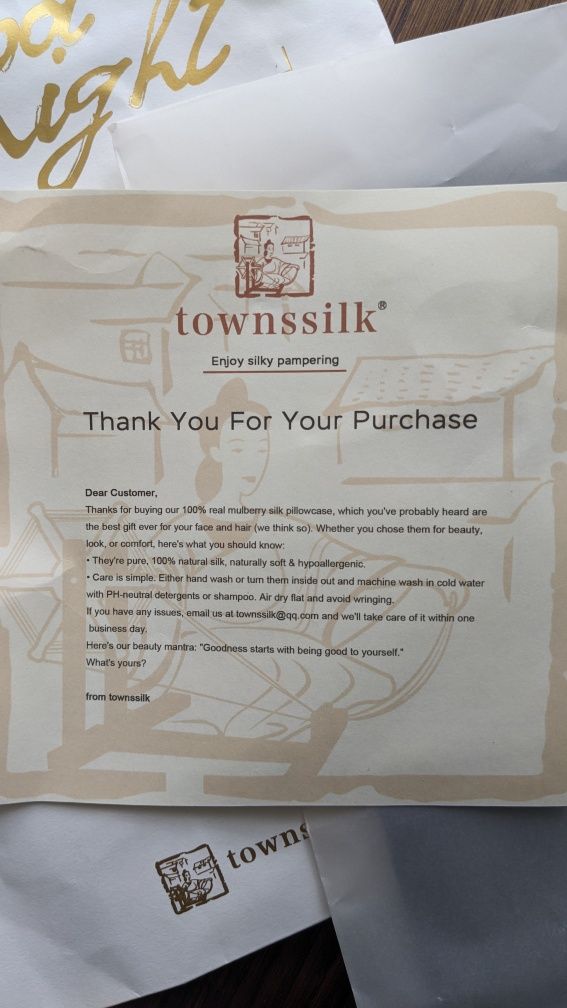 ight
townssilk®
Enjoy silky pampering
Thank You For Your Purchase
Dear Customer,
Thanks for buying our 100% real mulberry silk pillowcase, which you've probably heard are
the best gift ever for your face and hair (we think so). Whether you chose them for beauty,
look, or comfort, here's what you should know:
• They're pure, 100% natural silk, naturally soft & hypoallergenic.
• Care is simple. Either hand wash or turn them inside out and machine wash in cold water
with PH-neutral detergents or shampoo. Air dry flat and avoid wringing.
If you have any issues, email us at townssilk@qq.com and we'll take care of it within one
business day.
Here's our beauty mantra: "Goodness starts with being good to yourself."
What's yours?
from townssilk
towns